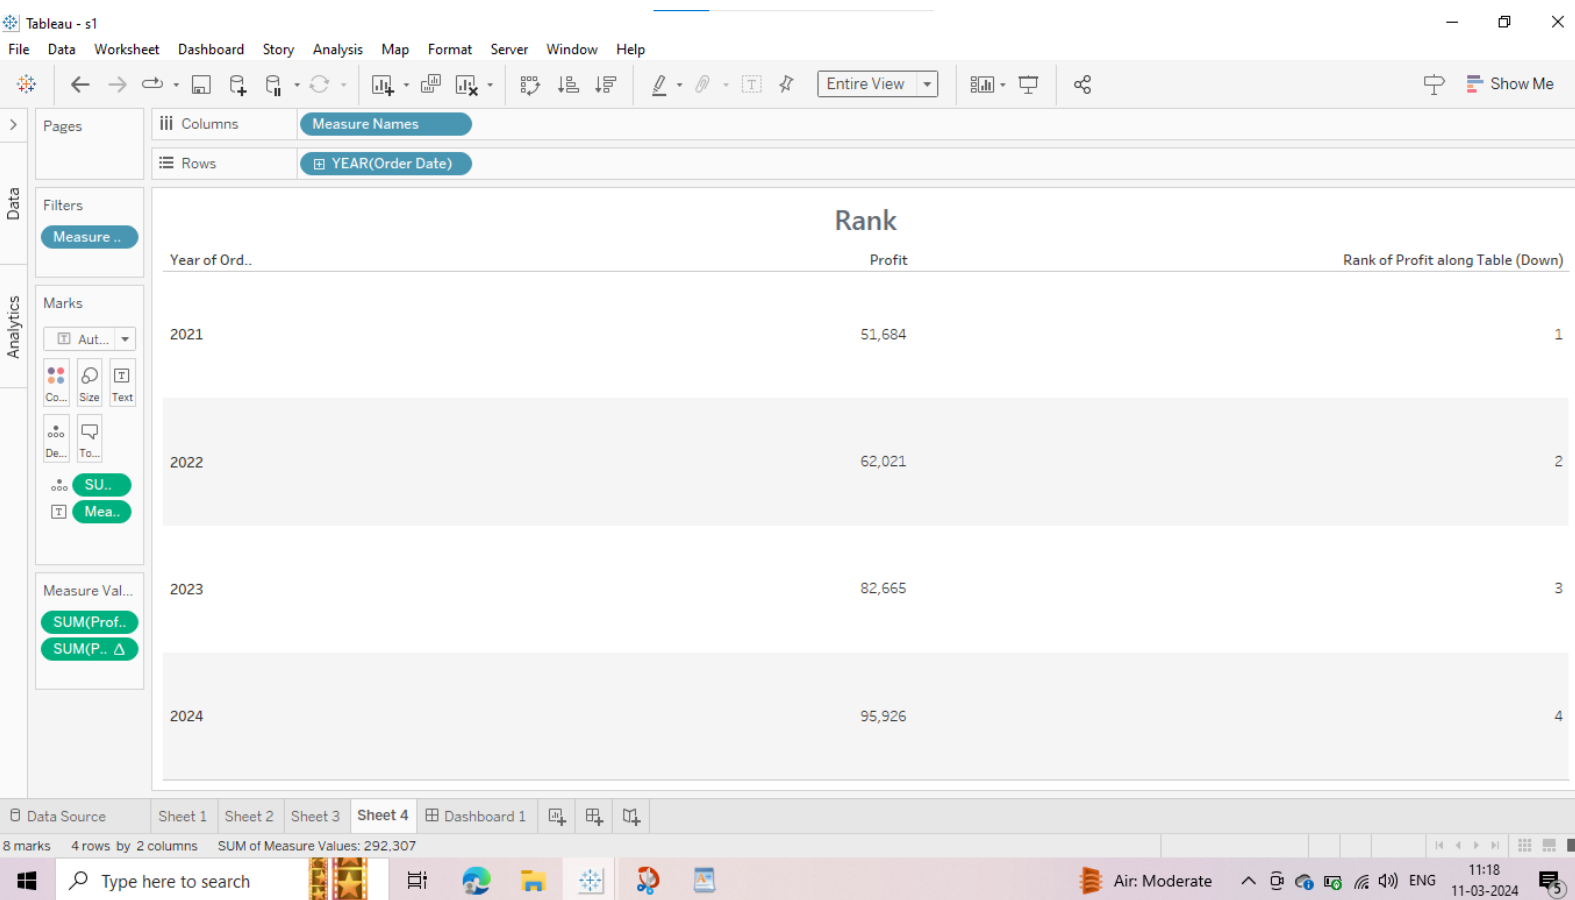 Tableau - s1
File Data Worksheet Dashboard Story Analysis Map Format Server Window Help
Entire View
Show Me
Pages
Columns
Measure Names
Rows
YEAR(Order Date)
Data
Analytics
Filters
Measure ..
Marks
Aut...
Co... Size Text
De... To...
SU..
Mea..
Measure Val...
SUM(Prof..
SUM(P.. Δ
Rank
Year of Ord.. Profit Rank of Profit along Table (Down)
2021 51,684 1
2022 62,021 2
2023 82,665 3
2024 95,926 4
Data Source Sheet 1 Sheet 2 Sheet 3 Sheet 4 Dashboard 1
8 marks 4 rows by 2 columns SUM of Measure Values: 292,307
Type here to search
Air: Moderate
ENG
11:18
11-03-2024
5